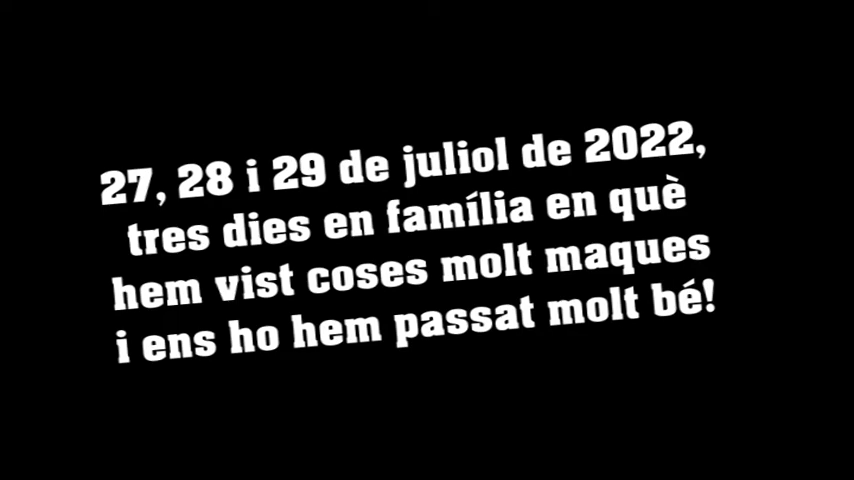 27, 28 i 29 de juliol de 2022,
tres dies en família en què
hem vist coses molt maques
i ens ho hem passat molt bé!